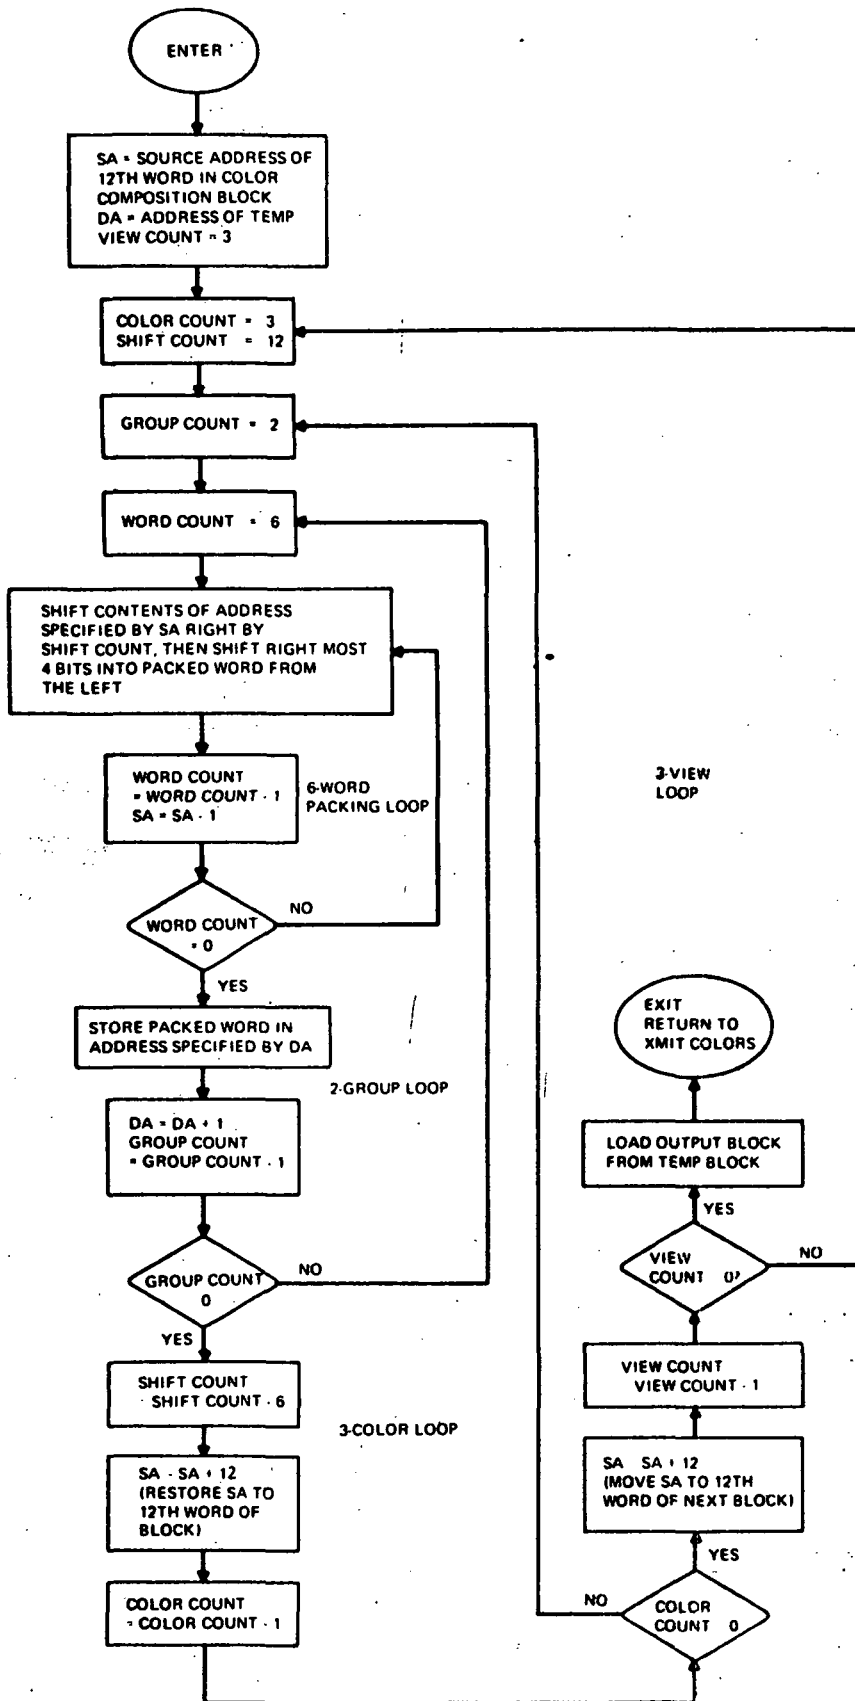 ENTER
SA = SOURCE ADDRESS OF
12TH WORD IN COLOR
COMPOSITION BLOCK
DA = ADDRESS OF TEMP
VIEW COUNT = 3
COLOR COUNT = 3
SHIFT COUNT = 12
GROUP COUNT = 2
WORD COUNT = 6
SHIFT CONTENTS OF ADDRESS
SPECIFIED BY SA RIGHT BY
SHIFT COUNT, THEN SHIFT RIGHT MOST
4 BITS INTO PACKED WORD FROM
THE LEFT
WORD COUNT
= WORD COUNT - 1
SA = SA - 1
6-WORD
PACKING LOOP
WORD COUNT
= 0
NO
YES
STORE PACKED WORD IN
ADDRESS SPECIFIED BY DA
2-GROUP LOOP
DA = DA + 1
GROUP COUNT
= GROUP COUNT - 1
GROUP COUNT
0
NO
YES
SHIFT COUNT
SHIFT COUNT - 6
3-COLOR LOOP
SA - SA + 12
(RESTORE SA TO
12TH WORD OF
BLOCK)
COLOR COUNT
= COLOR COUNT - 1
3-VIEW
LOOP
EXIT
RETURN TO
XMIT COLORS
LOAD OUTPUT BLOCK
FROM TEMP BLOCK
YES
VIEW
COUNT 0?
NO
VIEW COUNT
VIEW COUNT - 1
SA SA + 12
(MOVE SA TO 12TH
WORD OF NEXT BLOCK)
YES
NO
COLOR
COUNT 0